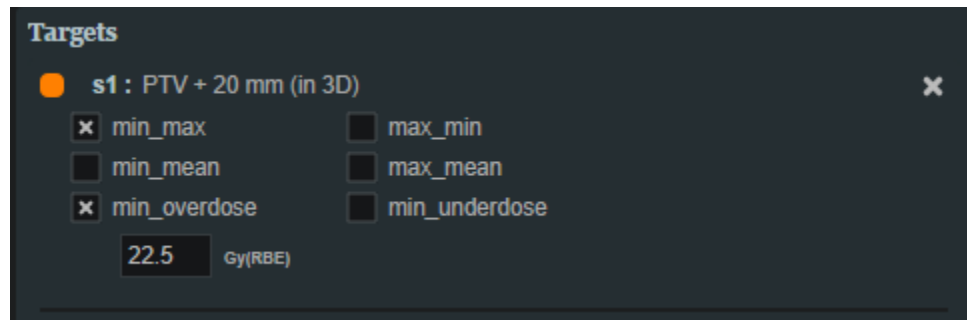 Targets
s1 : PTV + 20 mm (in 3D)
min_max max_min
min_mean max_mean
min_overdose min_underdose
22.5 Gy(RBE)